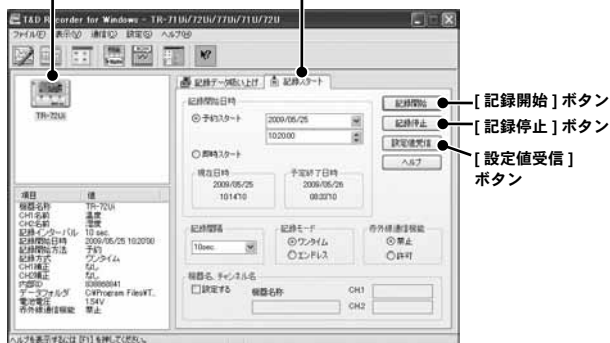 T&D Recorder for Windows - TR-71Ui/72Ui/77Ui/71U/72U
ファイル(F) 表示(V) 通信(C) 設定(S) ヘルプ(H)
記録データ吸い上げ 記録スタート
TR-72Ui
記録開始日時
予約スタート 2009/05/25
10:20:00
即時スタート
現在日時 予定終了日時
2009/05/25 2009/05/26
10:14:10 08:33:10
記録開始
記録停止
設定値受信
ヘルプ
[ 記録開始 ] ボタン
[ 記録停止 ] ボタン
[ 設定値受信 ]
ボタン
項目 値
機器名称 TR-72Ui
CH1名前 温度
CH2名前 湿度
記録インターバル 10 sec.
記録開始日時 2009/05/25 10:20:00
記録開始方法 予約
記録方式 ワンタイム
CH1補正 なし
CH2補正 なし
内部ID
データフォルダ C:¥Program Files¥T..
電池電圧 1.54V
赤外線通信機能 禁止
記録間隔
10sec.
記録モード
ワンタイム
エンドレス
赤外線通信機能
禁止
許可
機器名、チャンネル名
設定する 機器名称 CH1
CH2
ヘルプを表示するには [F1] を押してください。